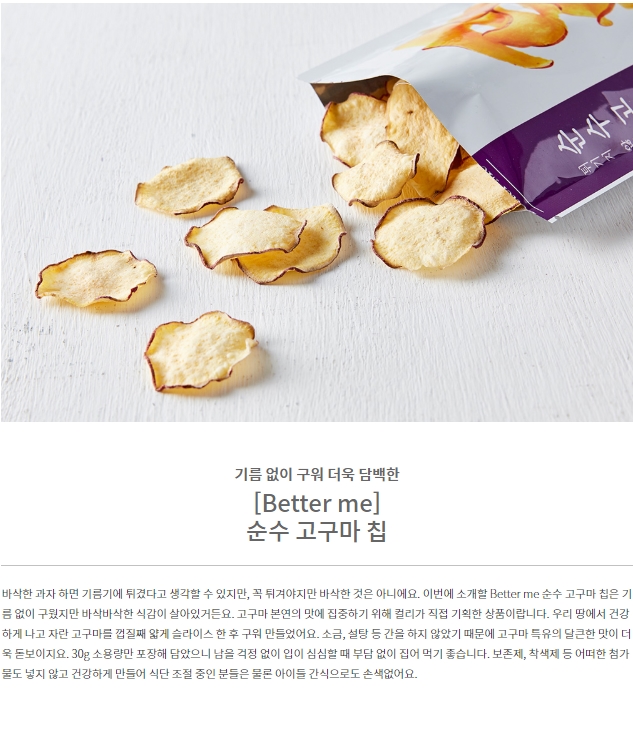 순수고
기름 없이 구워 더욱 담백한
[Better me]
순수 고구마 칩
바삭한 과자 하면 기름기에 튀겼다고 생각할 수 있지만, 꼭 튀겨야지만 바삭한 것은 아니에요. 이번에 소개할 Better me 순수 고구마 칩은 기
름 없이 구웠지만 바삭바삭한 식감이 살아있거든요. 고구마 본연의 맛에 집중하기 위해 컬리가 직접 기획한 상품이랍니다. 우리 땅에서 건강
하게 나고 자란 고구마를 껍질째 얇게 슬라이스 한 후 구워 만들었어요. 소금, 설탕 등 간을 하지 않았기 때문에 고구마 특유의 달큰한 맛이 더
욱 돋보이지요. 30g 소용량만 포장해 담았으니 남을 걱정 없이 입이 심심할 때 부담 없이 집어 먹기 좋습니다. 보존제, 착색제 등 어떠한 첨가
물도 넣지 않고 건강하게 만들어 식단 조절 중인 분들은 물론 아이들 간식으로도 손색없어요.